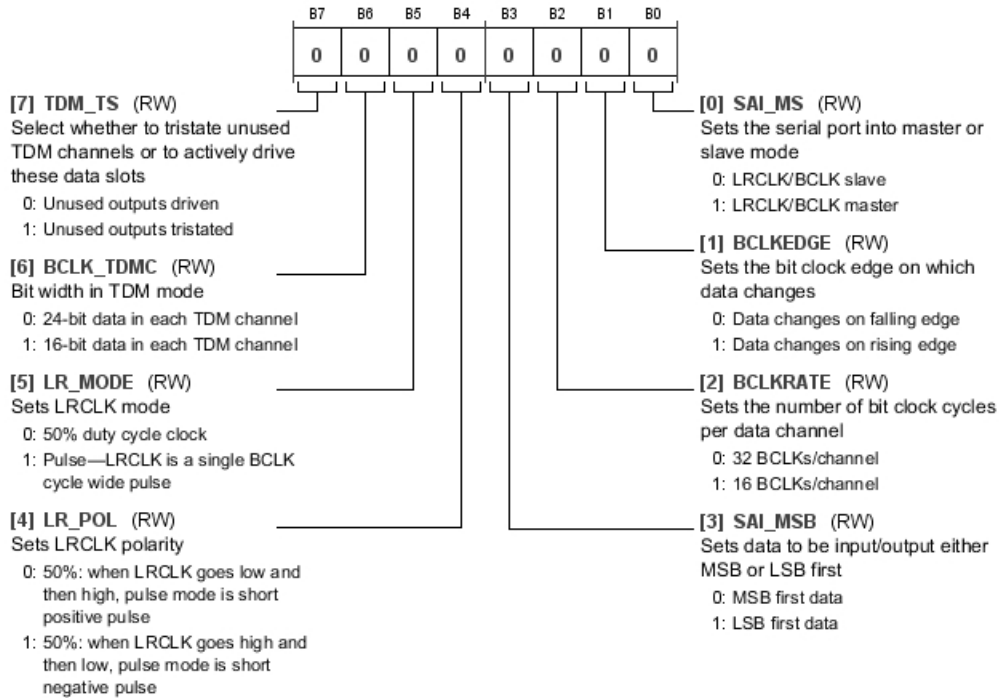 B7 B6 B5 B4 B3 B2 B1 B0
0 0 0 0 0 0 0 0
[7] TDM_TS (RW)
Select whether to tristate unused
TDM channels or to actively drive
these data slots
0: Unused outputs driven
1: Unused outputs tristated
[6] BCLK_TDMC (RW)
Bit width in TDM mode
0: 24-bit data in each TDM channel
1: 16-bit data in each TDM channel
[5] LR_MODE (RW)
Sets LRCLK mode
0: 50% duty cycle clock
1: Pulse—LRCLK is a single BCLK
cycle wide pulse
[4] LR_POL (RW)
Sets LRCLK polarity
0: 50%: when LRCLK goes low and
then high, pulse mode is short
positive pulse
1: 50%: when LRCLK goes high and
then low, pulse mode is short
negative pulse
[0] SAI_MS (RW)
Sets the serial port into master or
slave mode
0: LRCLK/BCLK slave
1: LRCLK/BCLK master
[1] BCLKEDGE (RW)
Sets the bit clock edge on which
data changes
0: Data changes on falling edge
1: Data changes on rising edge
[2] BCLKRATE (RW)
Sets the number of bit clock cycles
per data channel
0: 32 BCLKs/channel
1: 16 BCLKs/channel
[3] SAI_MSB (RW)
Sets data to be input/output either
MSB or LSB first
0: MSB first data
1: LSB first data